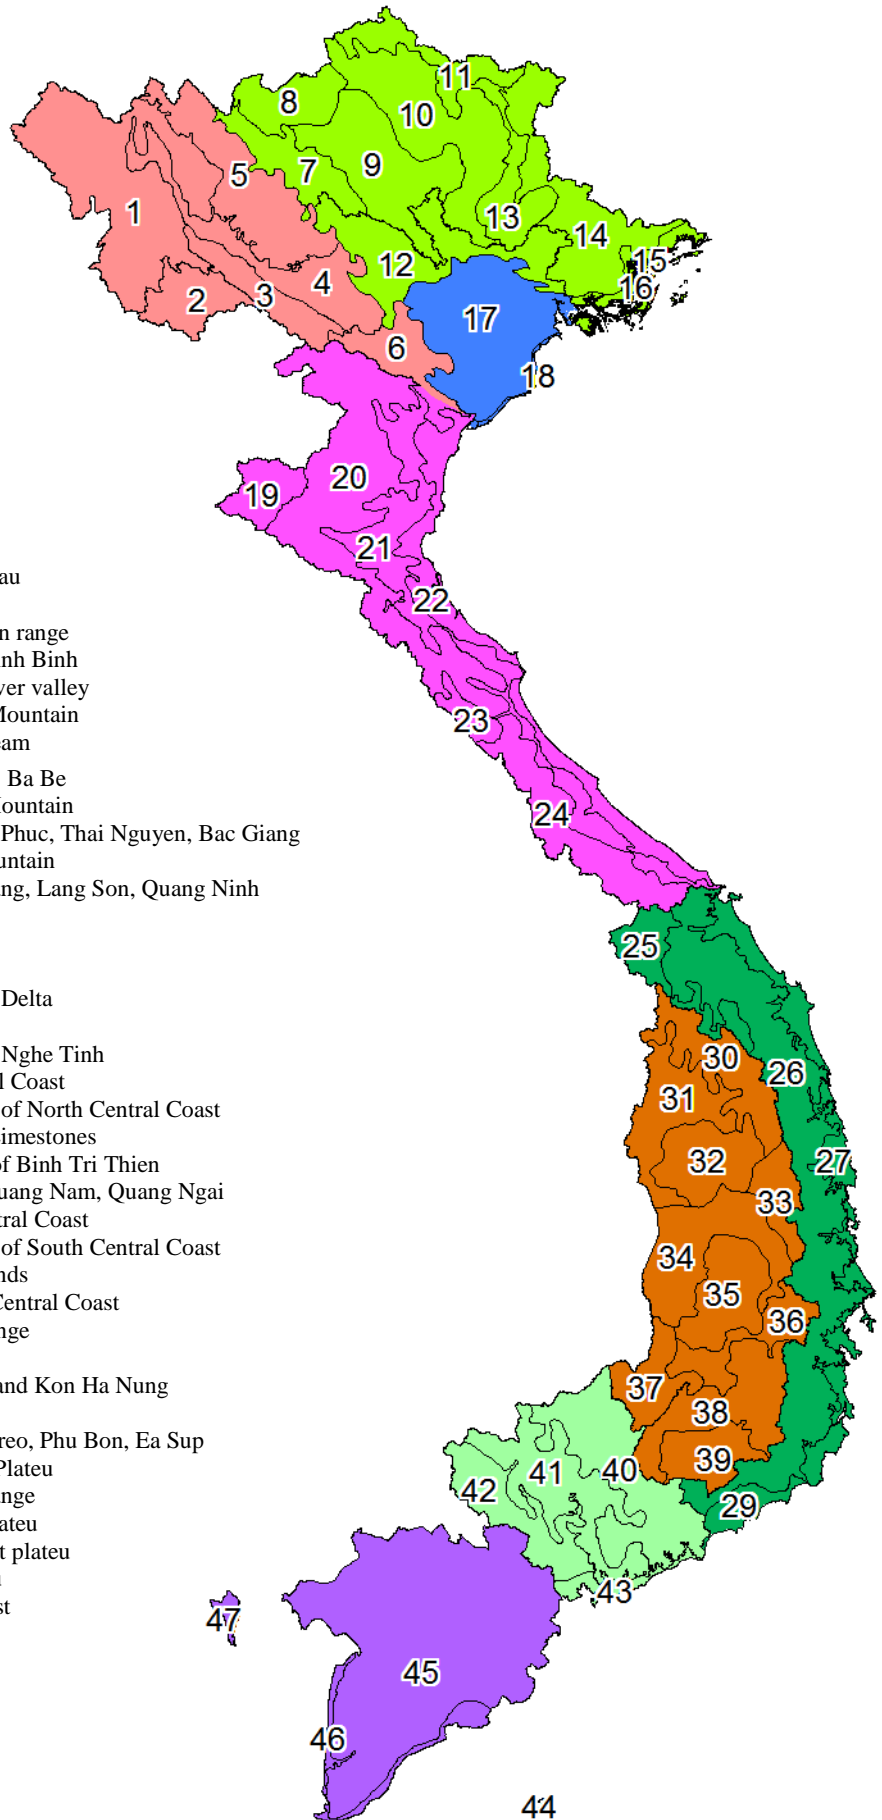 11
8
10
9
7
5
1
13
14
15
12
4
16
3
2
17
6
18
20
19
21
au
22
n range
nh Binh
ver valley
Mountain
23
eam
Ba Be
Mountain
24
Phuc, Thai Nguyen, Bac Giang
untain
ang, Lang Son, Quang Ninh
25
Delta
Nghe Tinh
30
26
l Coast
31
of North Central Coast
Limestones
32
27
of Binh Tri Thien
uang Nam, Quang Ngai
33
tral Coast
of South Central Coast
34
nds
35
Central Coast
36
nge
and Kon Ha Nung
37
38
reo, Phu Bon, Ea Sup
39
Plateu
41
40
42
nge
29
ateu
t plateu
43
st
47
45
46
44